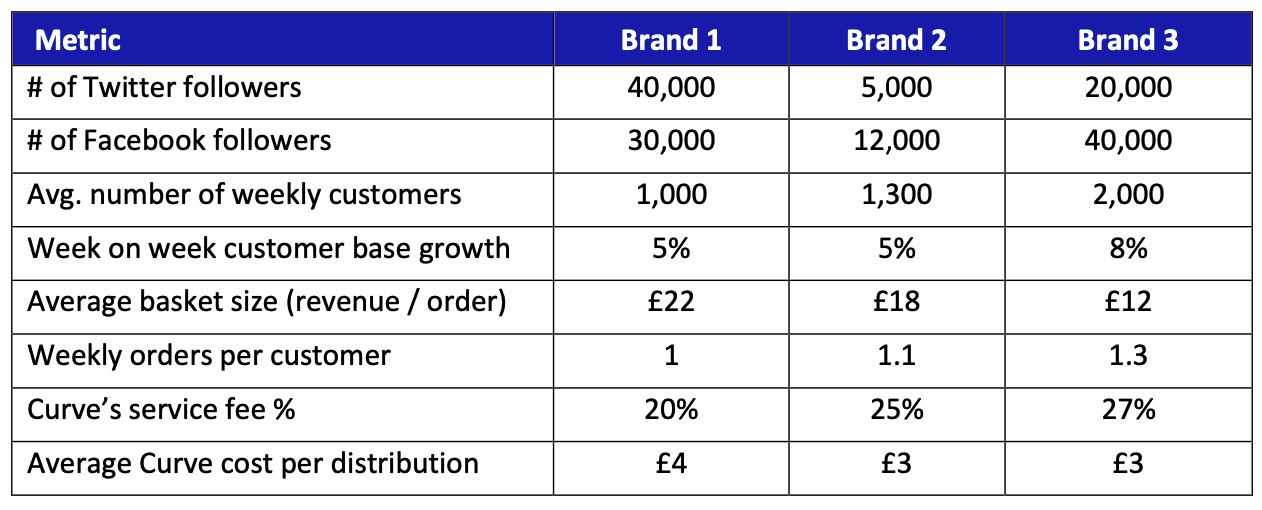 Metric Brand 1 Brand 2 Brand 3
# of Twitter followers 40,000 5,000 20,000
# of Facebook followers 30,000 12,000 40,000
Avg. number of weekly customers 1,000 1,300 2,000
Week on week customer base growth 5% 5% 8%
Average basket size (revenue / order) £22 £18 £12
Weekly orders per customer 1 1.1 1.3
Curve’s service fee % 20% 25% 27%
Average Curve cost per distribution £4 £3 £3